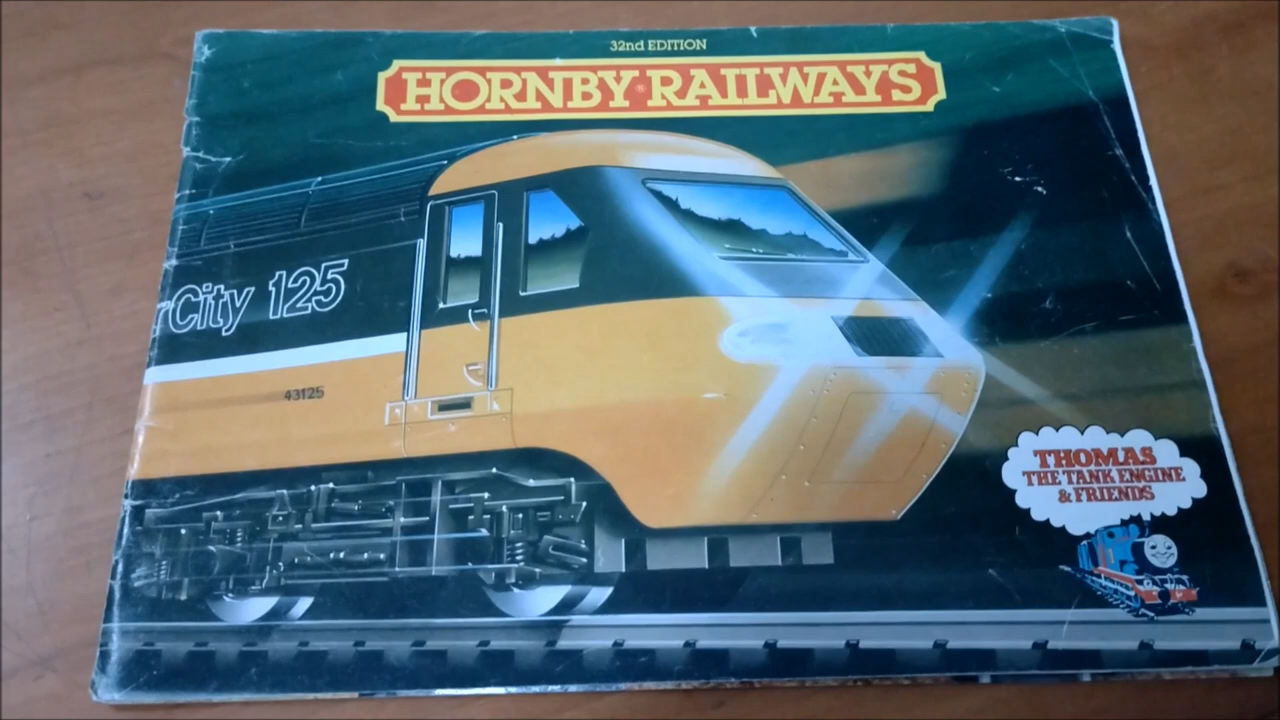 32nd EDITION
HORNBY® RAILWAYS
rCity 125
43125
THOMAS
THE TANK ENGINE
& FRIENDS